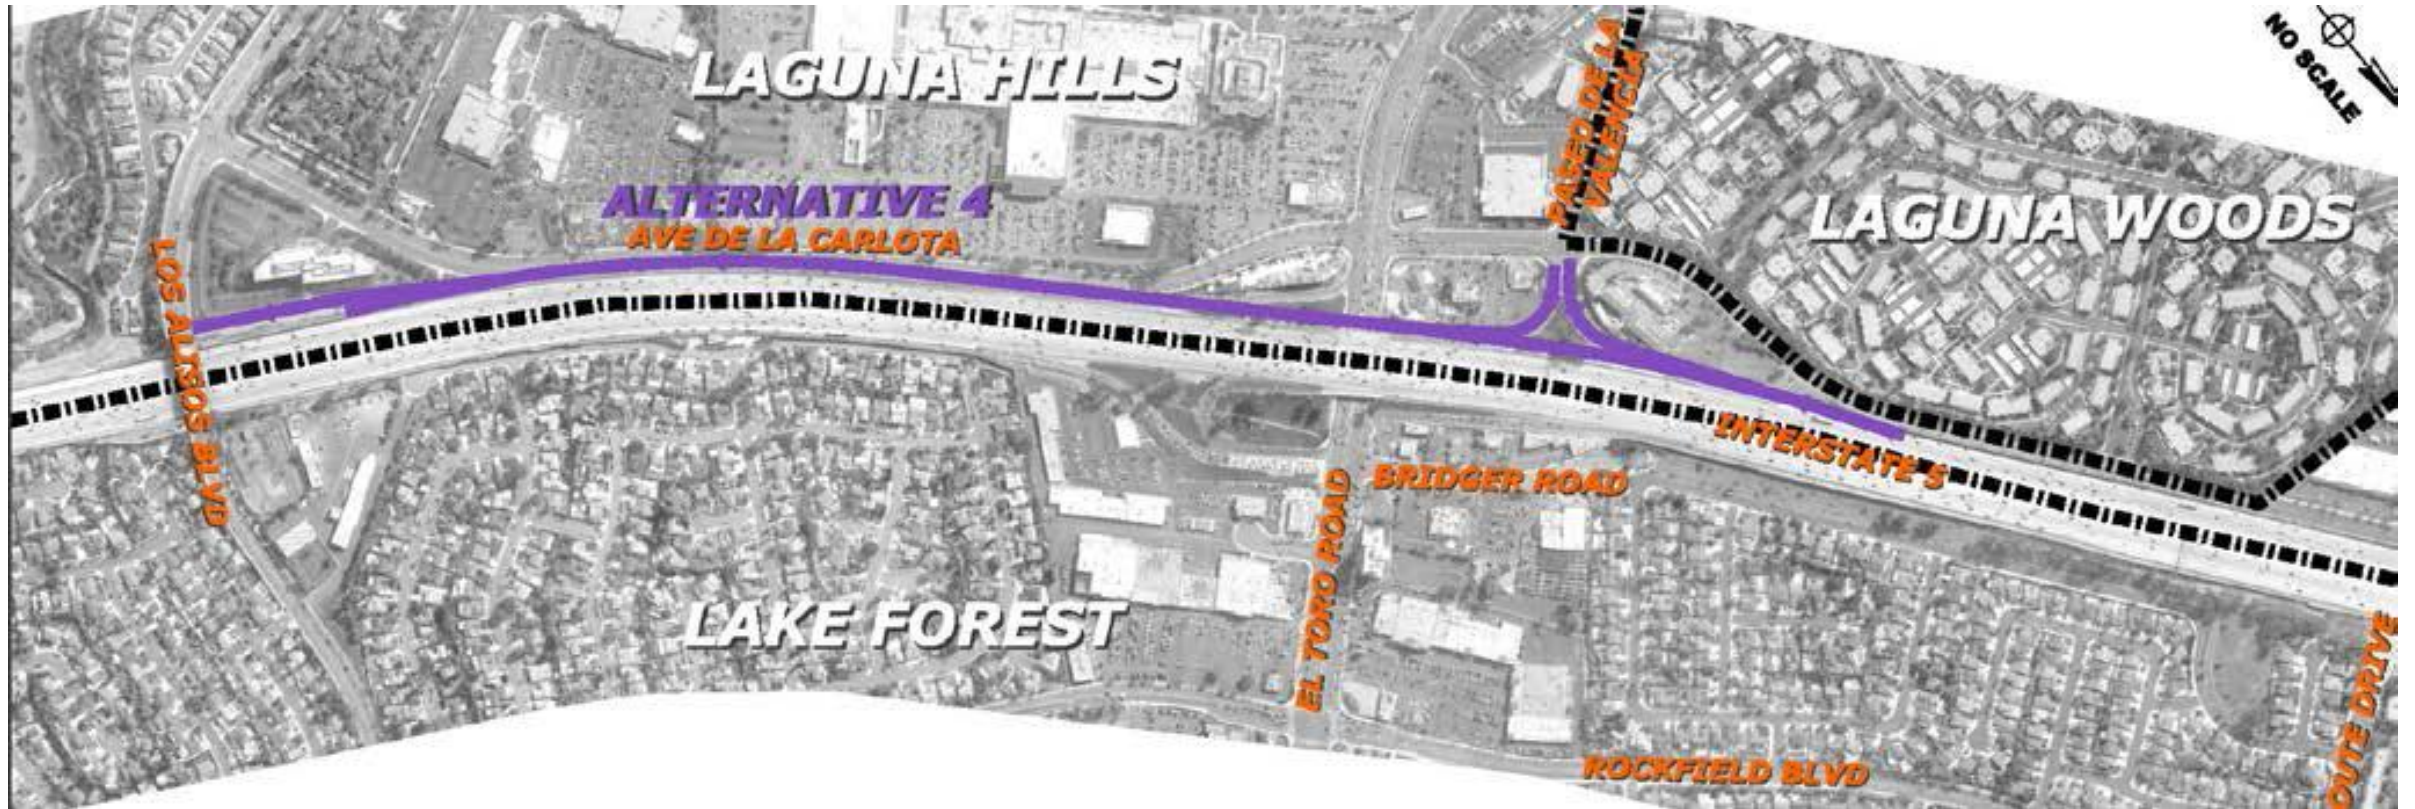 NO SCALE
LAGUNA HILLS
PASEO DE LA
VALENCIA
ALTERNATIVE 4
AVE DE LA CARLOTA
LAGUNA WOODS
LOS ALISOS BLVD
INTERSTATE 5
BRIDGER ROAD
EL TORO ROAD
LAKE FOREST
ROCKFIELD BLVD
DRIVE